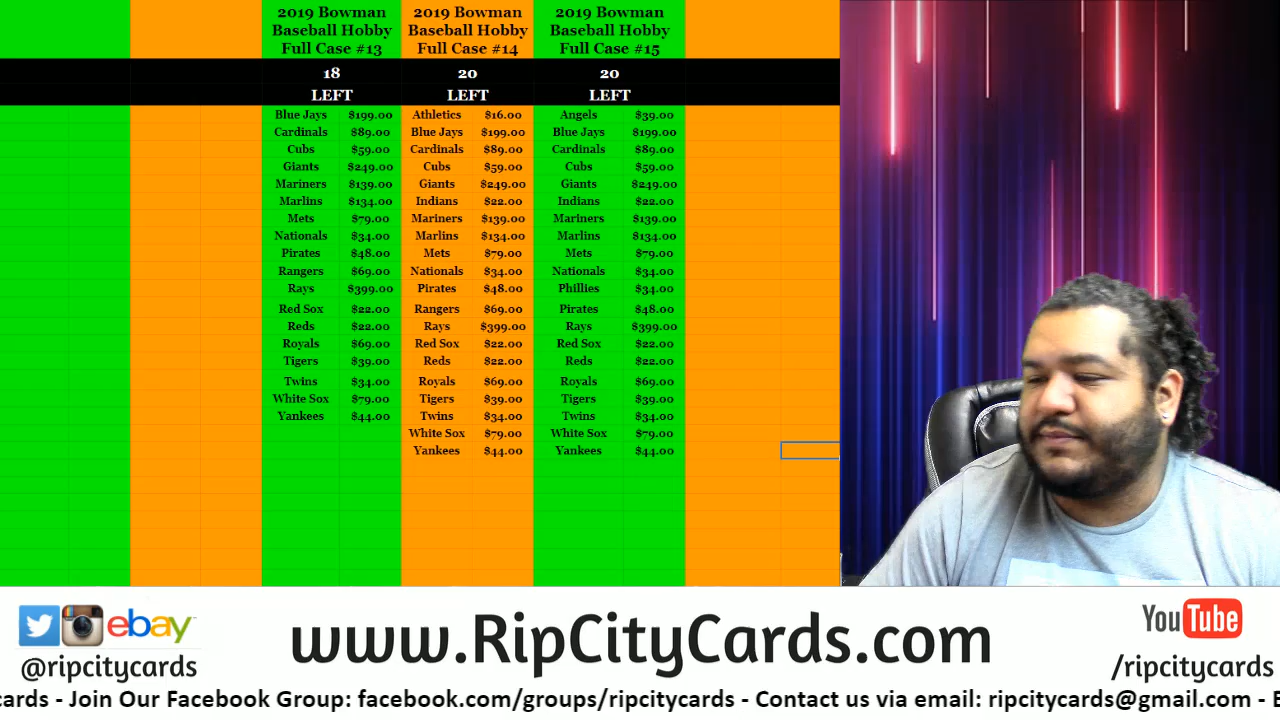 2019 Bowman
Baseball Hobby
Full Case #13
18
LEFT
Blue Jays $199.00
Cardinals $89.00
Cubs $59.00
Giants $249.00
Mariners $139.00
Marlins $134.00
Mets $79.00
Nationals $34.00
Pirates $48.00
Rangers $69.00
Rays $399.00
Red Sox $22.00
Reds $22.00
Royals $69.00
Tigers $39.00
Twins $34.00
White Sox $79.00
Yankees $44.00
2019 Bowman
Baseball Hobby
Full Case #14
20
LEFT
Athletics $16.00
Blue Jays $199.00
Cardinals $89.00
Cubs $59.00
Giants $249.00
Indians $22.00
Mariners $139.00
Marlins $134.00
Mets $79.00
Nationals $34.00
Pirates $48.00
Rangers $69.00
Rays $399.00
Red Sox $22.00
Reds $22.00
Royals $69.00
Tigers $39.00
Twins $34.00
White Sox $79.00
Yankees $44.00
2019 Bowman
Baseball Hobby
Full Case #15
20
LEFT
Angels $39.00
Blue Jays $199.00
Cardinals $89.00
Cubs $59.00
Giants $249.00
Indians $22.00
Mariners $139.00
Marlins $134.00
Mets $79.00
Nationals $34.00
Phillies $34.00
Pirates $48.00
Rays $399.00
Red Sox $22.00
Reds $22.00
Royals $69.00
Tigers $39.00
Twins $34.00
White Sox $79.00
Yankees $44.00
ebay
@ripcitycards
www.RipCityCards.com
YouTube
/ripcitycards
cards - Join Our Facebook Group: facebook.com/groups/ripcitycards - Contact us via email: ripcitycards@gmail.com -